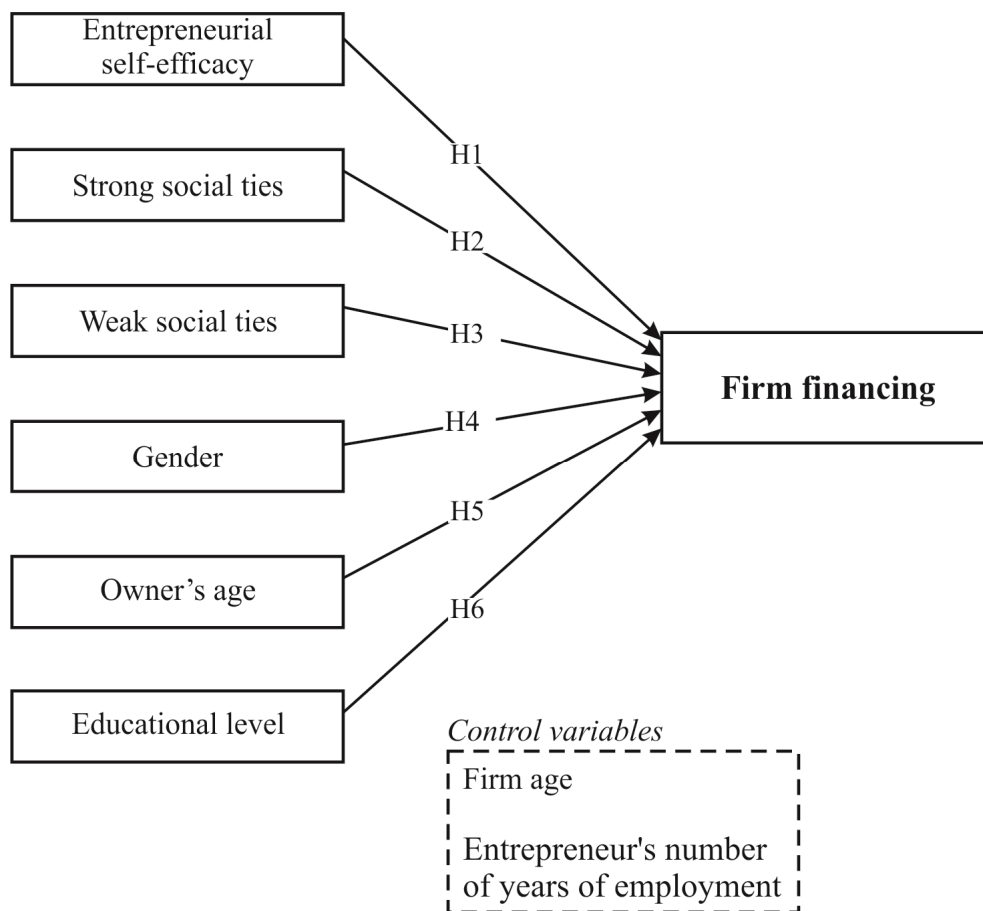 Entrepreneurial
self-efficacy
H1
Strong social ties
H2
Weak social ties
H3
Firm financing
Gender
H4
H5
Owner’s age
H6
Educational level
Control variables
Firm age
Entrepreneur's number
of years of employment